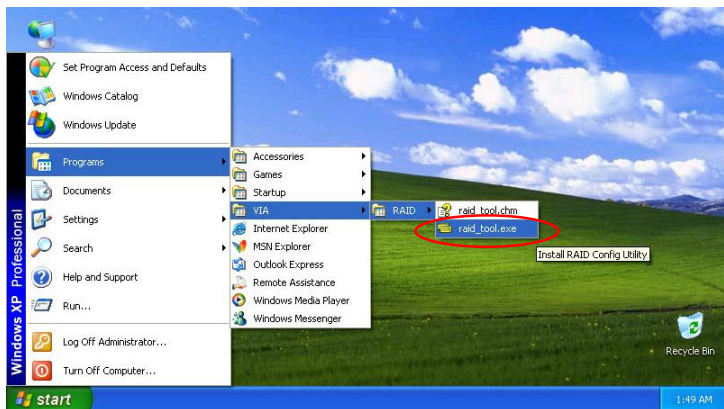 Set Program Access and Defaults
Windows Catalog
Windows Update
Programs
Documents
Settings
Search
Help and Support
Run...
Log Off Administrator...
Turn Off Computer...
Windows XP Professional
Accessories
Games
Startup
VIA
Internet Explorer
MSN Explorer
Outlook Express
Remote Assistance
Windows Media Player
Windows Messenger
RAID
raid_tool.chm
raid_tool.exe
Install RAID Config Utility
Recycle Bin
start
1:49 AM